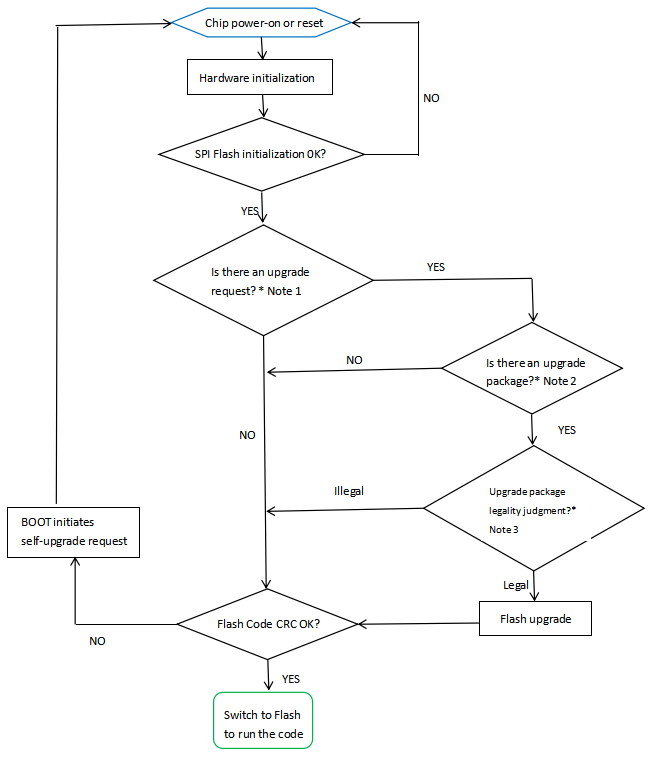 Chip power-on or reset
Hardware initialization
NO
SPI Flash initialization OK?
YES
Is there an upgrade
request? * Note 1
YES
NO
Is there an upgrade
package?* Note 2
NO
YES
Illegal
Upgrade package
legality judgment?*
Note 3
BOOT initiates
self-upgrade request
Legal
Flash upgrade
Flash Code CRC OK?
NO
YES
Switch to Flash
to run the code